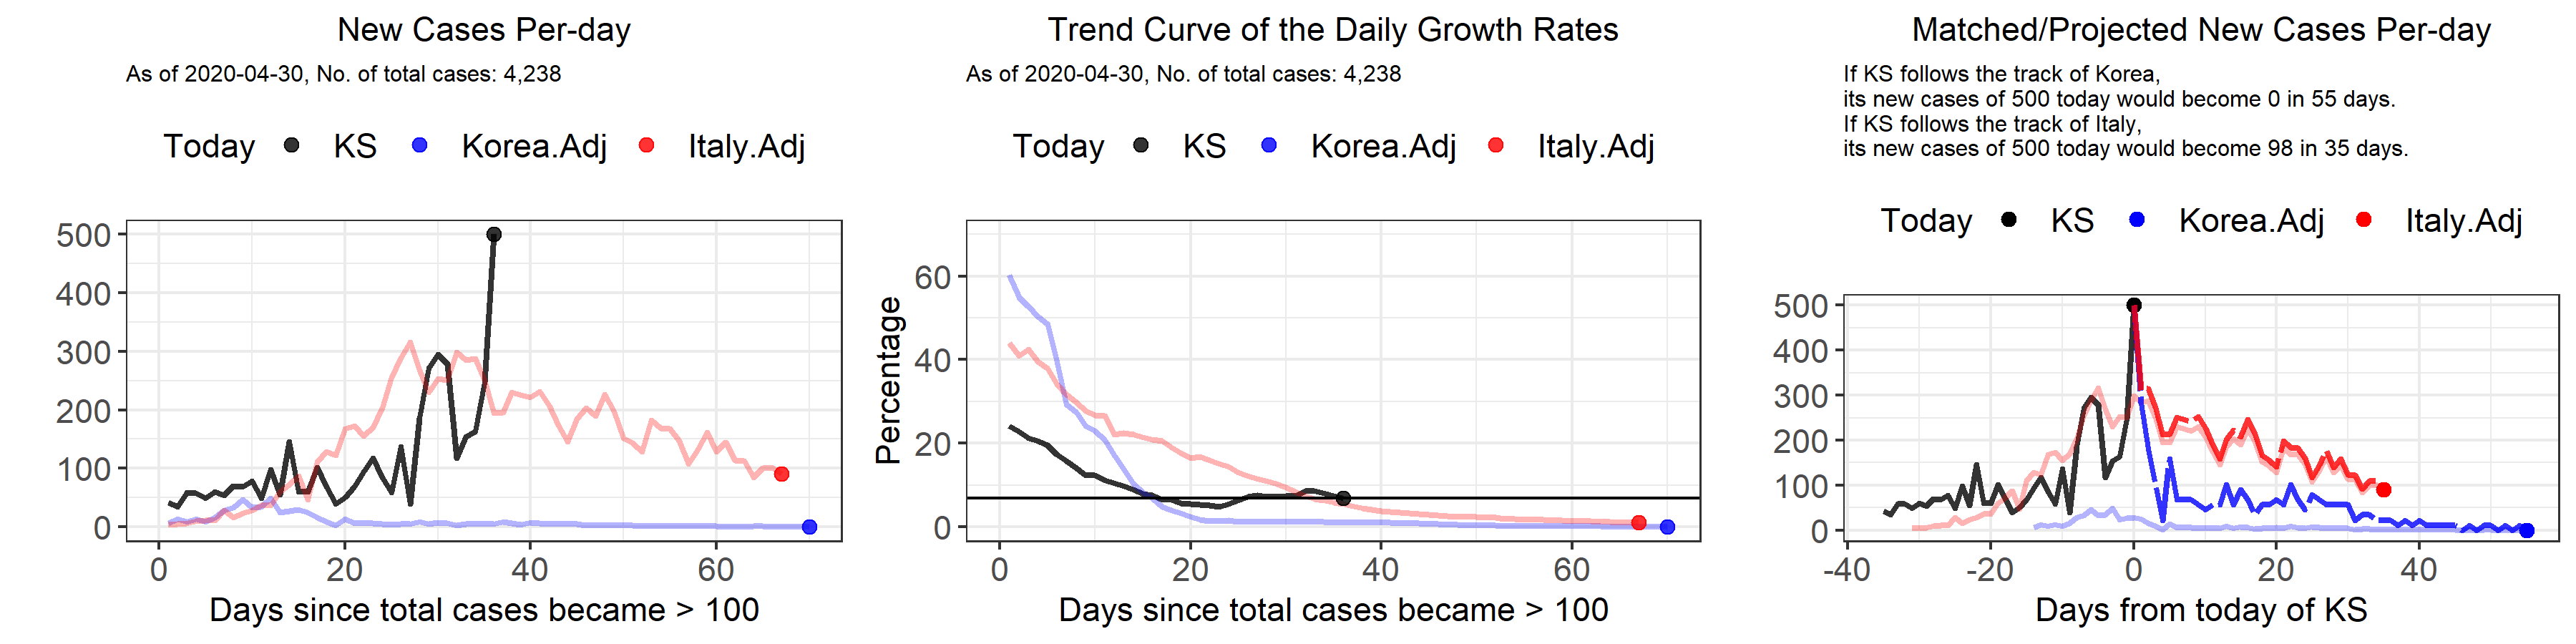 New Cases Per-day
As of 2020-04-30, No. of total cases: 4,238
Today KS Korea.Adj Italy.Adj
500
400
300
200
100
0
0 20 40 60
Days since total cases became > 100
Trend Curve of the Daily Growth Rates
As of 2020-04-30, No. of total cases: 4,238
Today KS Korea.Adj Italy.Adj
Percentage
60
40
20
0
0 20 40 60
Days since total cases became > 100
Matched/Projected New Cases Per-day
If KS follows the track of Korea,
its new cases of 500 today would become 0 in 55 days.
If KS follows the track of Italy,
its new cases of 500 today would become 98 in 35 days.
Today KS Korea.Adj Italy.Adj
500
400
300
200
100
0
-40 -20 0 20 40
Days from today of KS